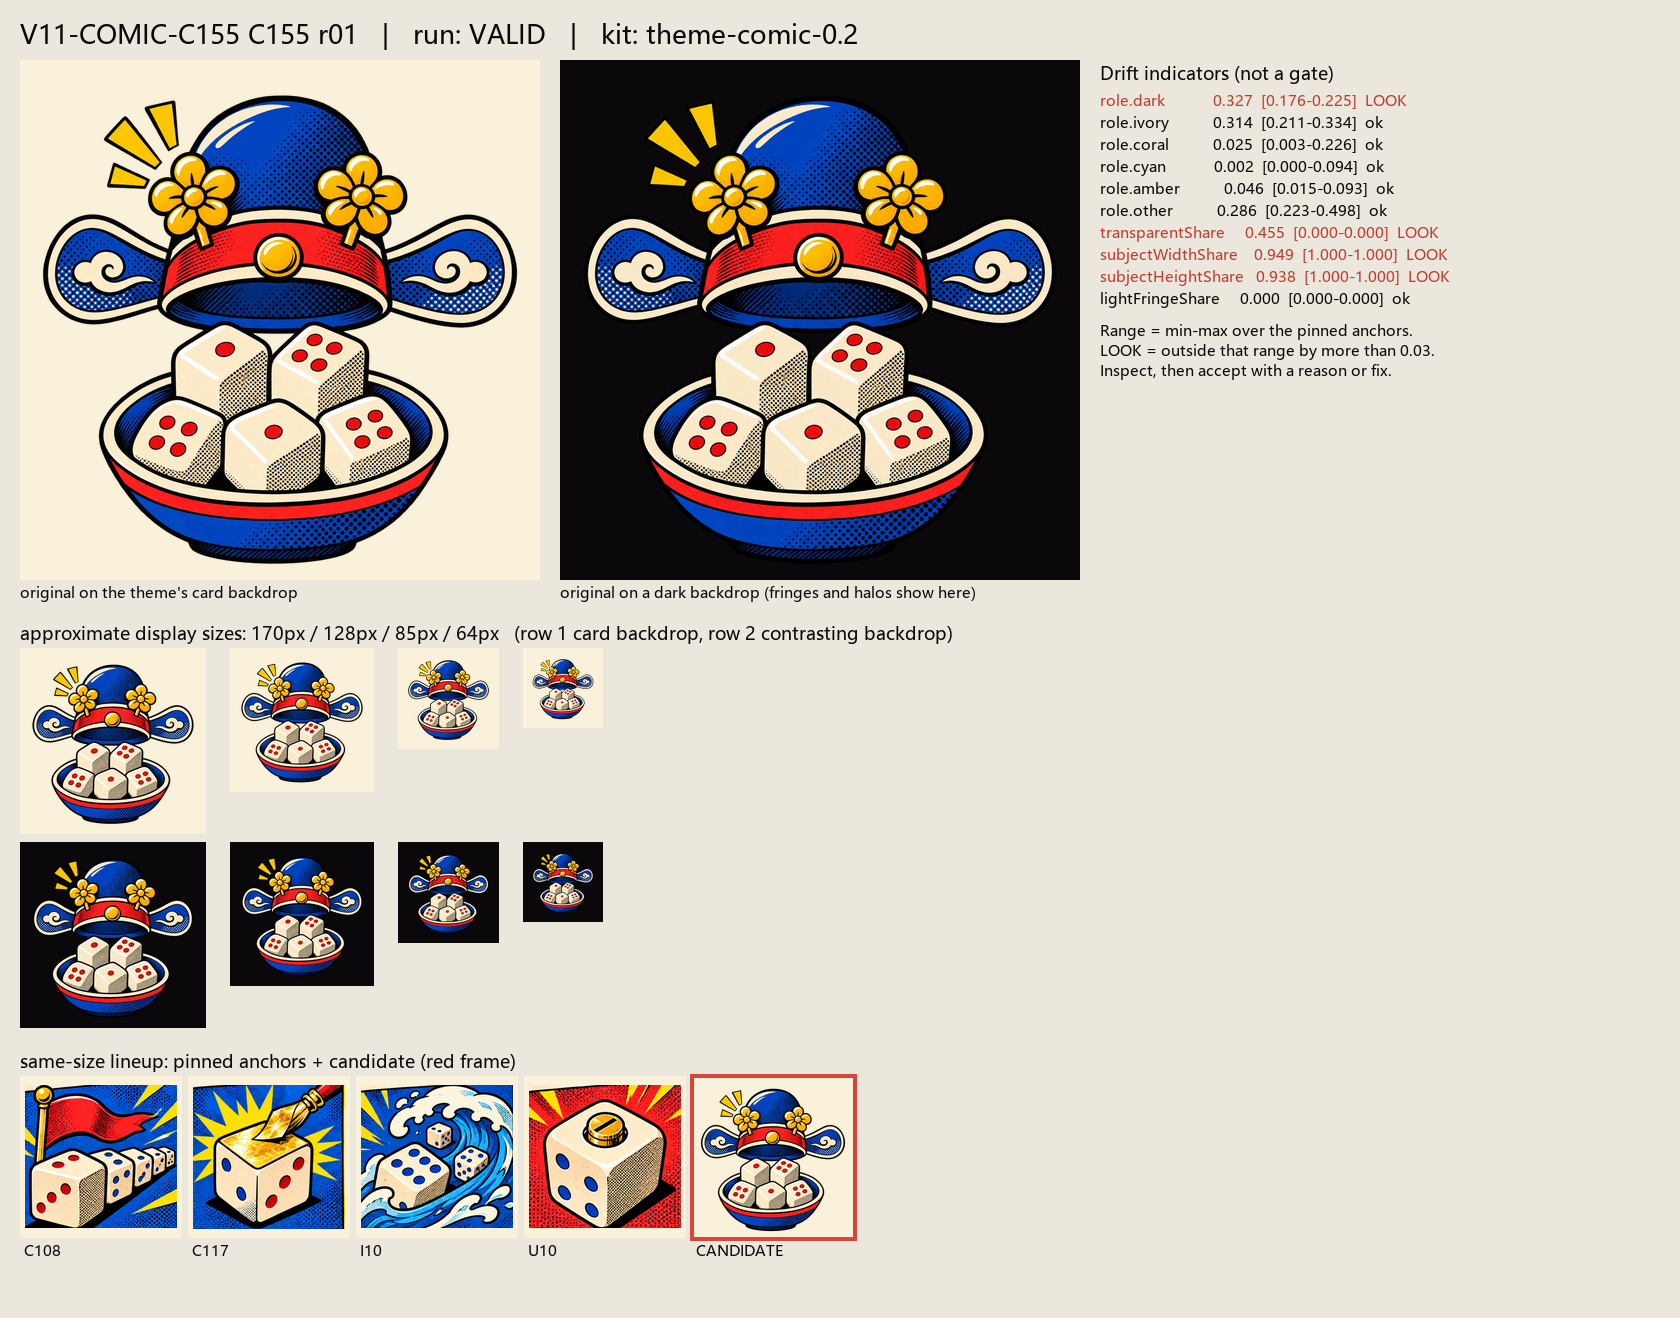 V11-COMIC-C155 C155 r01 | run: VALID | kit: theme-comic-0.2
Drift indicators (not a gate)
role.dark 0.327 [0.176-0.225] LOOK
role.ivory 0.314 [0.211-0.334] ok
role.coral 0.025 [0.003-0.226] ok
role.cyan 0.002 [0.000-0.094] ok
role.amber 0.046 [0.015-0.093] ok
role.other 0.286 [0.223-0.498] ok
transparentShare 0.455 [0.000-0.000] LOOK
subjectWidthShare 0.949 [1.000-1.000] LOOK
subjectHeightShare 0.938 [1.000-1.000] LOOK
lightFringeShare 0.000 [0.000-0.000] ok
Range = min-max over the pinned anchors.
LOOK = outside that range by more than 0.03.
Inspect, then accept with a reason or fix.
original on the theme's card backdrop
original on a dark backdrop (fringes and halos show here)
approximate display sizes: 170px / 128px / 85px / 64px (row 1 card backdrop, row 2 contrasting backdrop)
same-size lineup: pinned anchors + candidate (red frame)
C108
C117
I10
U10
CANDIDATE